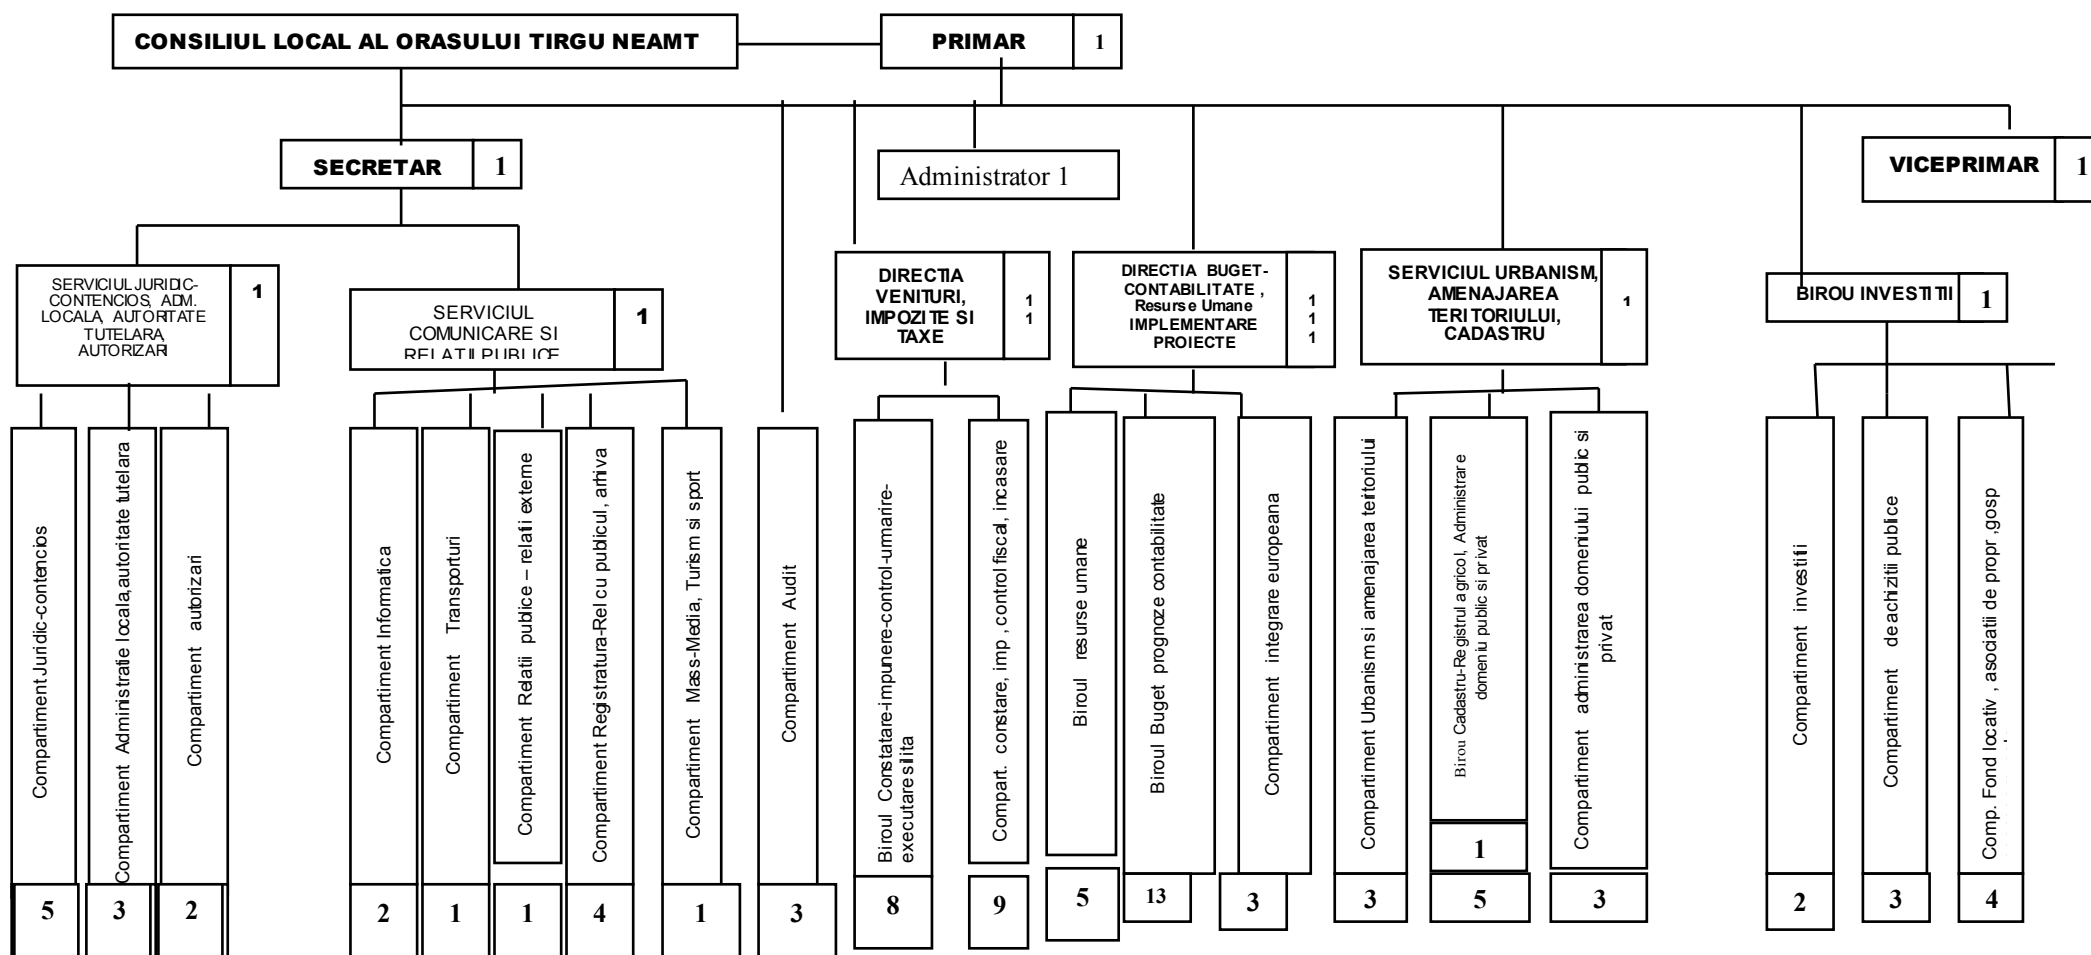 CONSILIUL LOCAL AL ORASULUI TIRGU NEAMT
PRIMAR 1
SECRETAR 1
Administrator 1
VICEPRIMAR 1
SERVICIUL JURIDIC-
CONTENCIOS, ADM.
LOCALA, AUTORITATE
TUTELARA,
AUTORIZARI
1
SERVICIUL
COMUNICARE SI
RELATII PUBLICE
1
DIRECTIA
VENITURI,
IMPOZITE SI
TAXE
1
1
DIRECTIA BUGET-
CONTABILITATE ,
Resurse Umane
IMPLEMENTARE
PROIECTE
1
1
1
SERVICIUL URBANISM,
AMENAJAREA
TERITORIULUI,
CADASTRU
1
BIROU INVESTITII 1
Compartiment Juridic-contencios
5
Compartiment Administratie locala,autoritate tutelara
3
Compartiment autorizari
2
Compartiment Informatica
2
Compartiment Transporturi
1
Compartiment Relatii publice – relatii externe
1
Compartiment Registratura-Rel cu publicul, arhiva
4
Compartiment Mass-Media, Turism si sport
1
Compartiment Audit
3
Biroul Constatare-impunere-control-umarire-
executare silita
8
Compart. constare, imp , control fiscal, incasare
9
Biroul resurse umane
5
Biroul Buget prognoze contabilitate
13
Compartiment integrare europeana
3
Compartiment Urbanism si amenajarea teritoriului
3
Birou Cadastru-Registrul agricol, Administrare
domeniu public si privat
1
5
Compartiment administrarea domeniului public si
privat
3
Compartiment investitii
2
Compartiment de achizitii publice
3
Comp. Fond locativ , asociatii de propr ,gosp
4